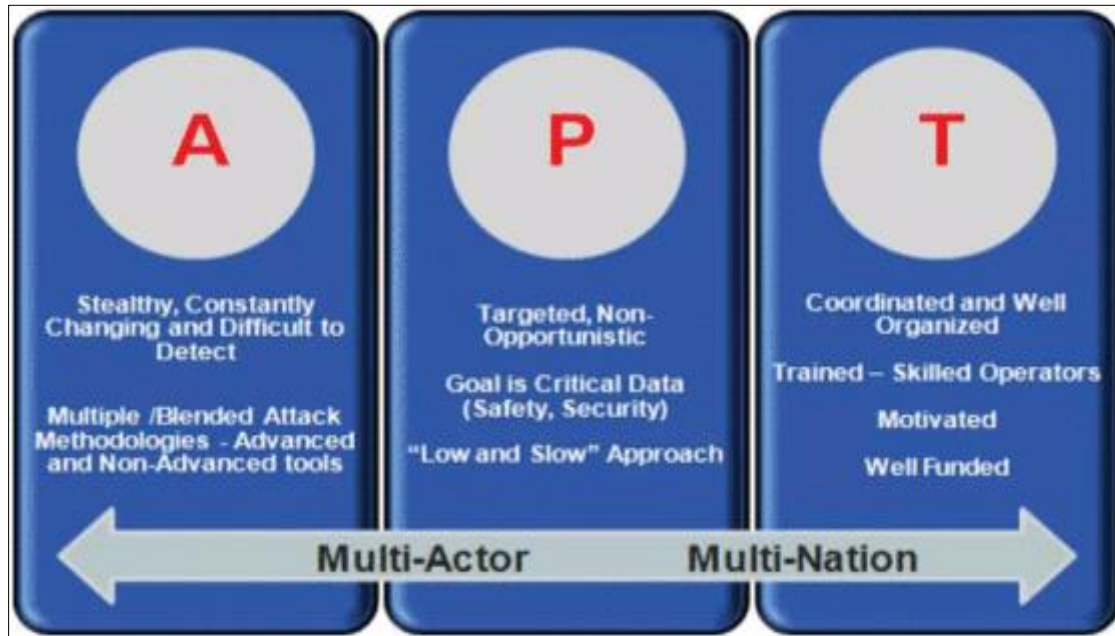 A
Stealthy, Constantly
Changing and Difficult to
Detect
Multiple /Blended Attack
Methodologies - Advanced
and Non-Advanced tools
P
Targeted, Non-
Opportunistic
Goal is Critical Data
(Safety, Security)
“Low and Slow” Approach
T
Coordinated and Well
Organized
Trained – Skilled Operators
Motivated
Well Funded
Multi-Actor
Multi-Nation